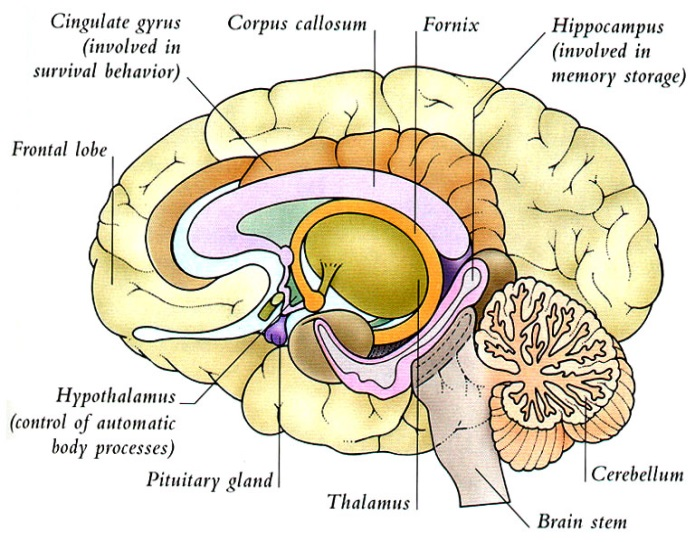 Cingulate gyrus
(involved in
survival behavior)
Corpus callosum
Fornix
Hippocampus
(involved in
memory storage)
Frontal lobe
Hypothalamus
(control of automatic
body processes)
Pituitary gland
Thalamus
Cerebellum
Brain stem